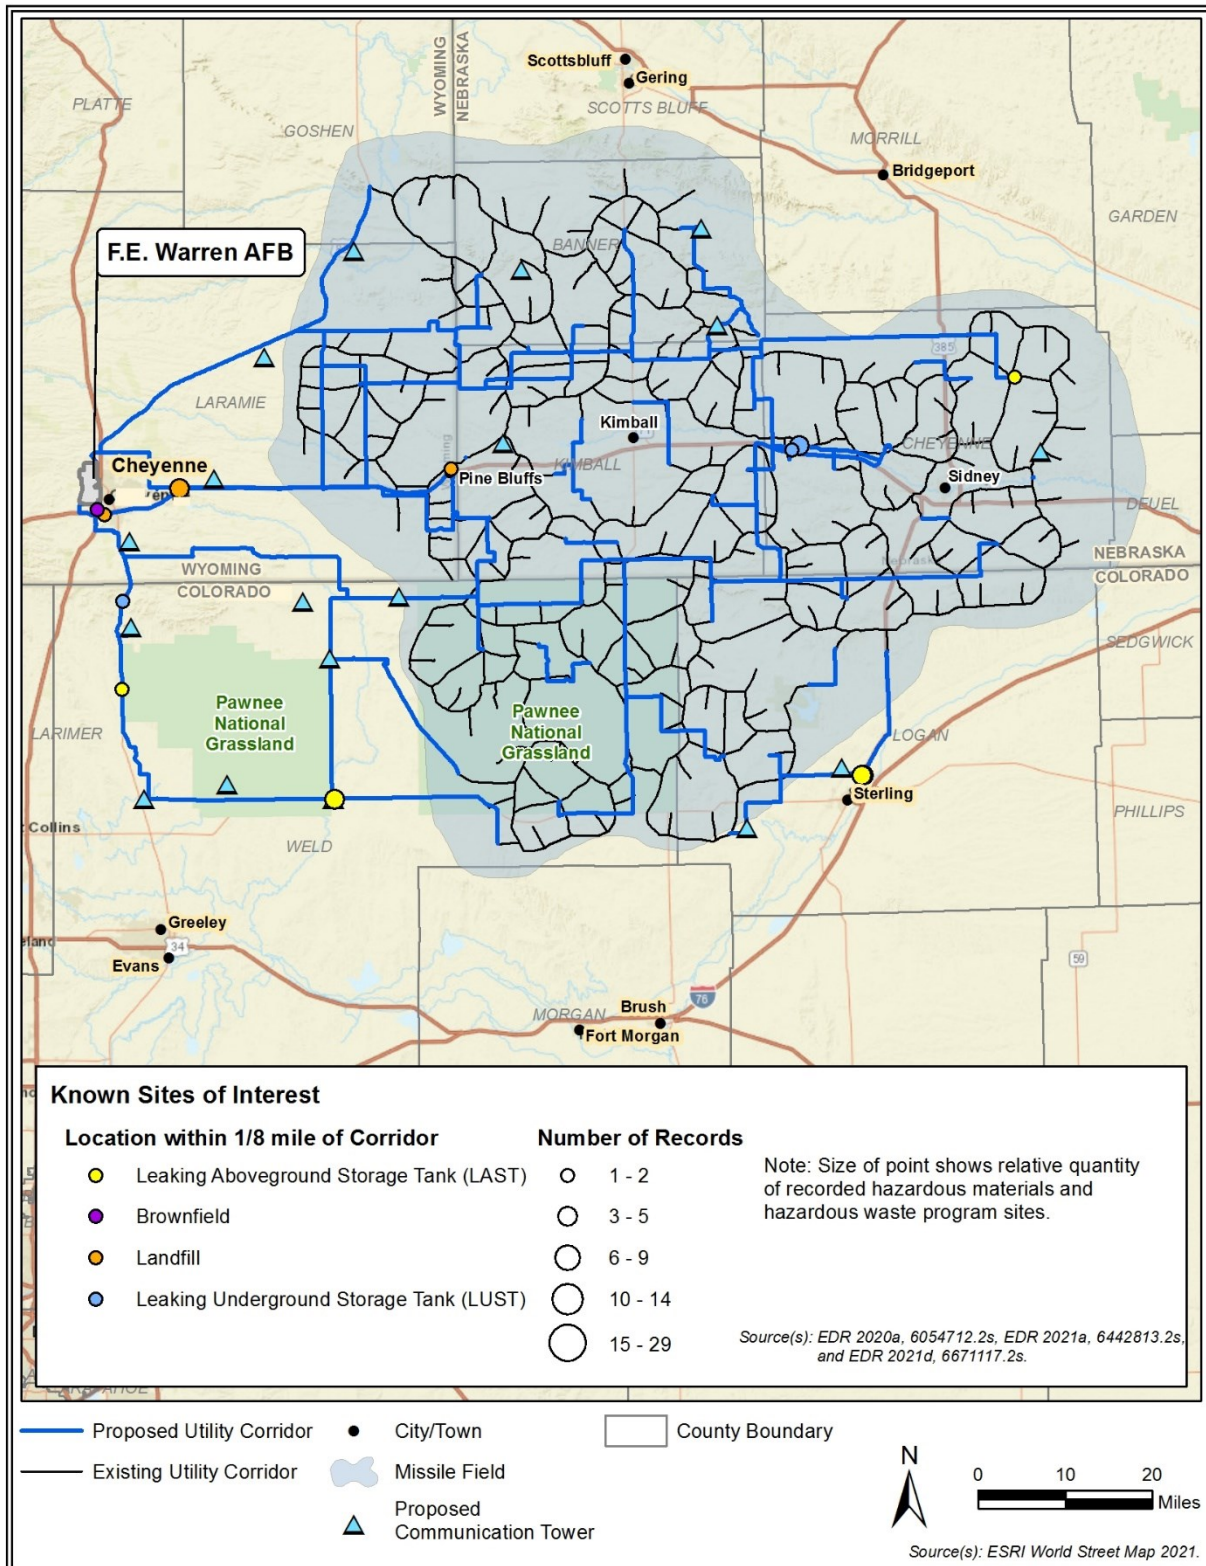 Scottsbluff
Gering
SCOTTS BLUFF
WYOMING
NEBRASKA
PLATTE
GOSHEN
MORRILL
Bridgeport
GARDEN
F.E. Warren AFB
BANNER
385
LARAMIE
Kimball
CHEYENNE
Cheyenne
KIMBALL
Pine Bluffs
Sidney
DEUEL
NEBRASKA
COLORADO
WYOMING
COLORADO
SEDGWICK
Pawnee
National
Grassland
Pawnee
National
Grassland
LARIMER
LOGAN
Sterling
PHILLIPS
Collins
WELD
Greeley
34
Evans
59
76
Brush
MORGAN
Fort Morgan
Known Sites of Interest
Location within 1/8 mile of Corridor
Leaking Aboveground Storage Tank (LAST)
Brownfield
Landfill
Leaking Underground Storage Tank (LUST)
Number of Records
1 - 2
3 - 5
6 - 9
10 - 14
15 - 29
Note: Size of point shows relative quantity
of recorded hazardous materials and
hazardous waste program sites.
Source(s): EDR 2020a, 6054712.2s, EDR 2021a, 6442813.2s,
and EDR 2021d, 6671117.2s.
Proposed Utility Corridor
Existing Utility Corridor
City/Town
Missile Field
Proposed
Communication Tower
County Boundary
N
0 10 20
Miles
Source(s): ESRI World Street Map 2021.